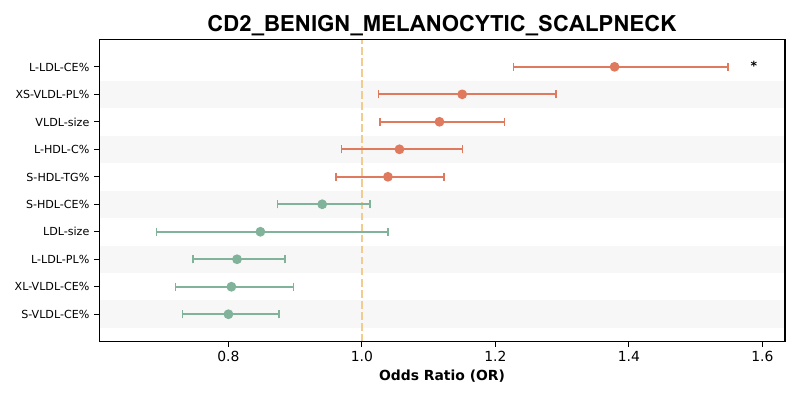 CD2_BENIGN_MELANOCYTIC_SCALPNECK
L-LDL-CE%
*
XS-VLDL-PL%
VLDL-size
L-HDL-C%
S-HDL-TG%
S-HDL-CE%
LDL-size
L-LDL-PL%
XL-VLDL-CE%
S-VLDL-CE%
0.8 1.0 1.2 1.4 1.6
Odds Ratio (OR)